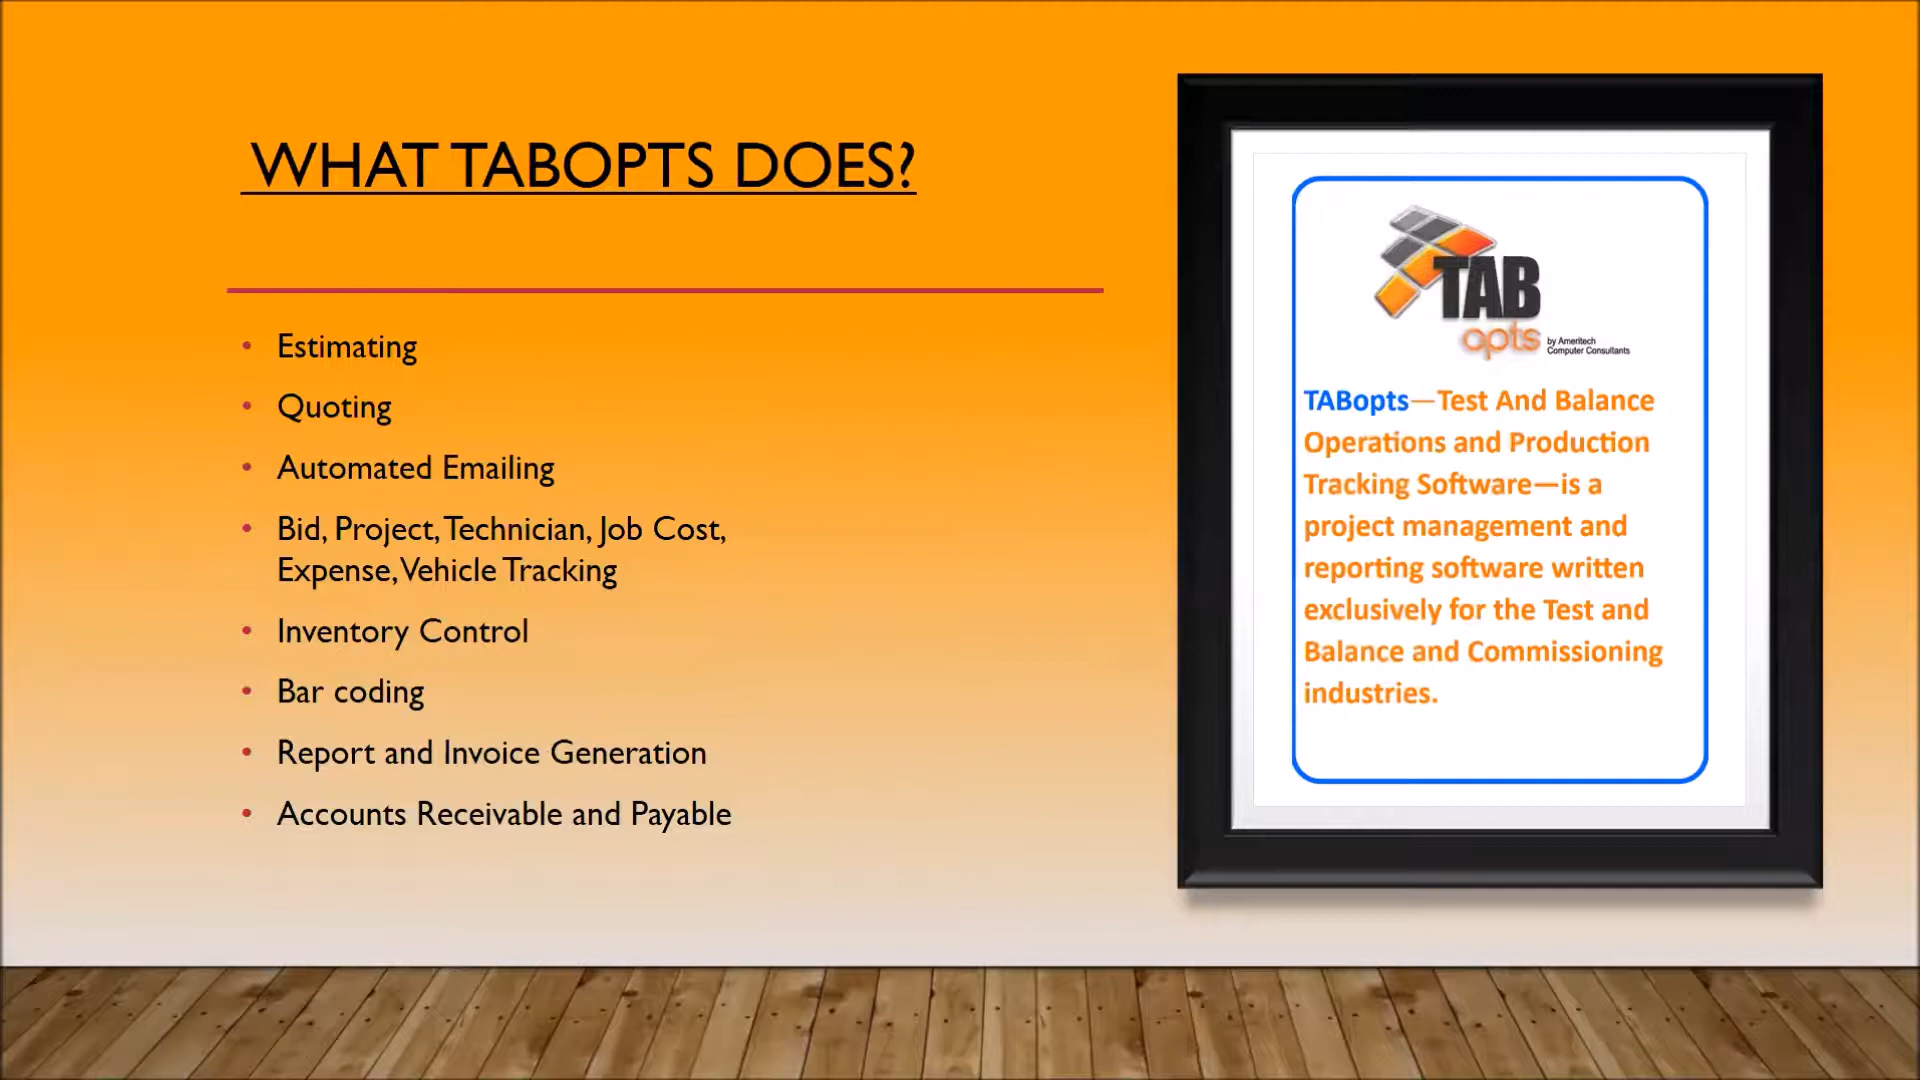 WHAT TABOPTS DOES?
• Estimating
• Quoting
• Automated Emailing
• Bid, Project, Technician, Job Cost,
Expense, Vehicle Tracking
• Inventory Control
• Bar coding
• Report and Invoice Generation
• Accounts Receivable and Payable
TAB
opts
by Ameritech
Computer Consultants
TABopts—Test And Balance
Operations and Production
Tracking Software—is a
project management and
reporting software written
exclusively for the Test and
Balance and Commissioning
industries.